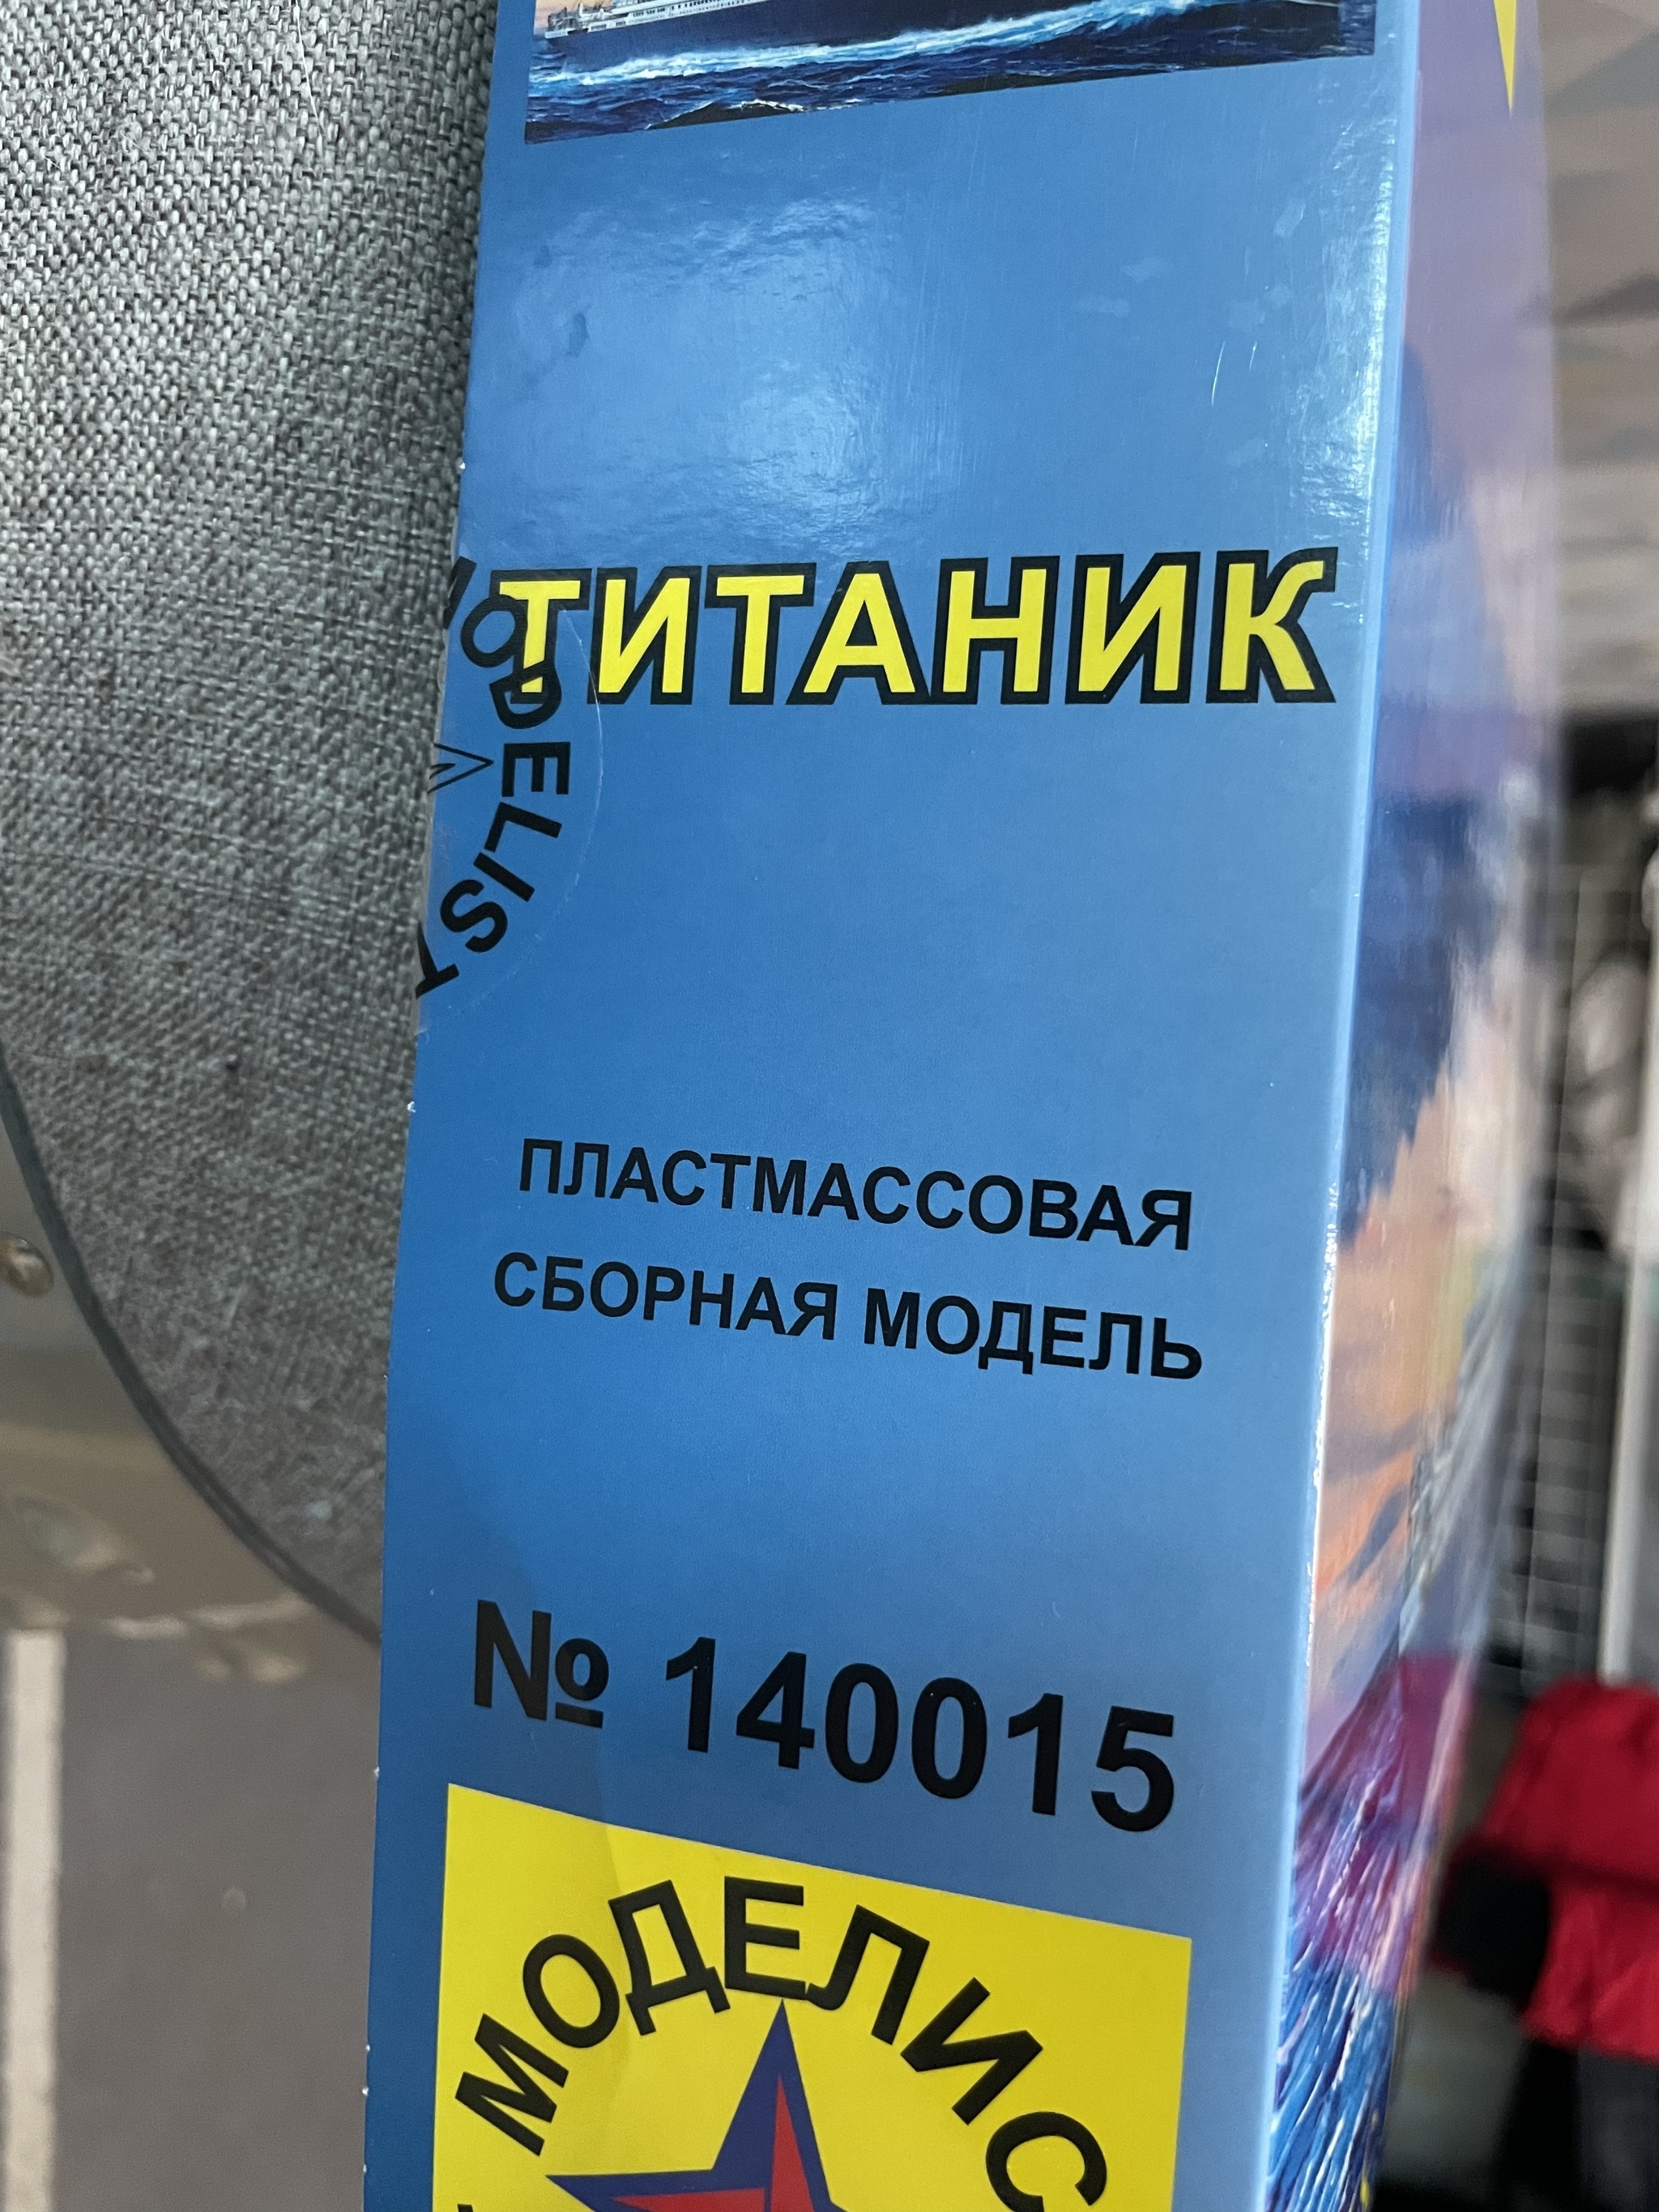 ТИТАНИК
MODELIST
ПЛАСТМАССОВАЯ
СБОРНАЯ МОДЕЛЬ
№ 140015
МОДЕЛИС